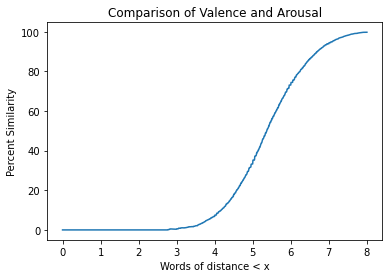 Comparison of Valence and Arousal
Percent Similarity
100
80
60
40
20
0
0 1 2 3 4 5 6 7 8
Words of distance < x